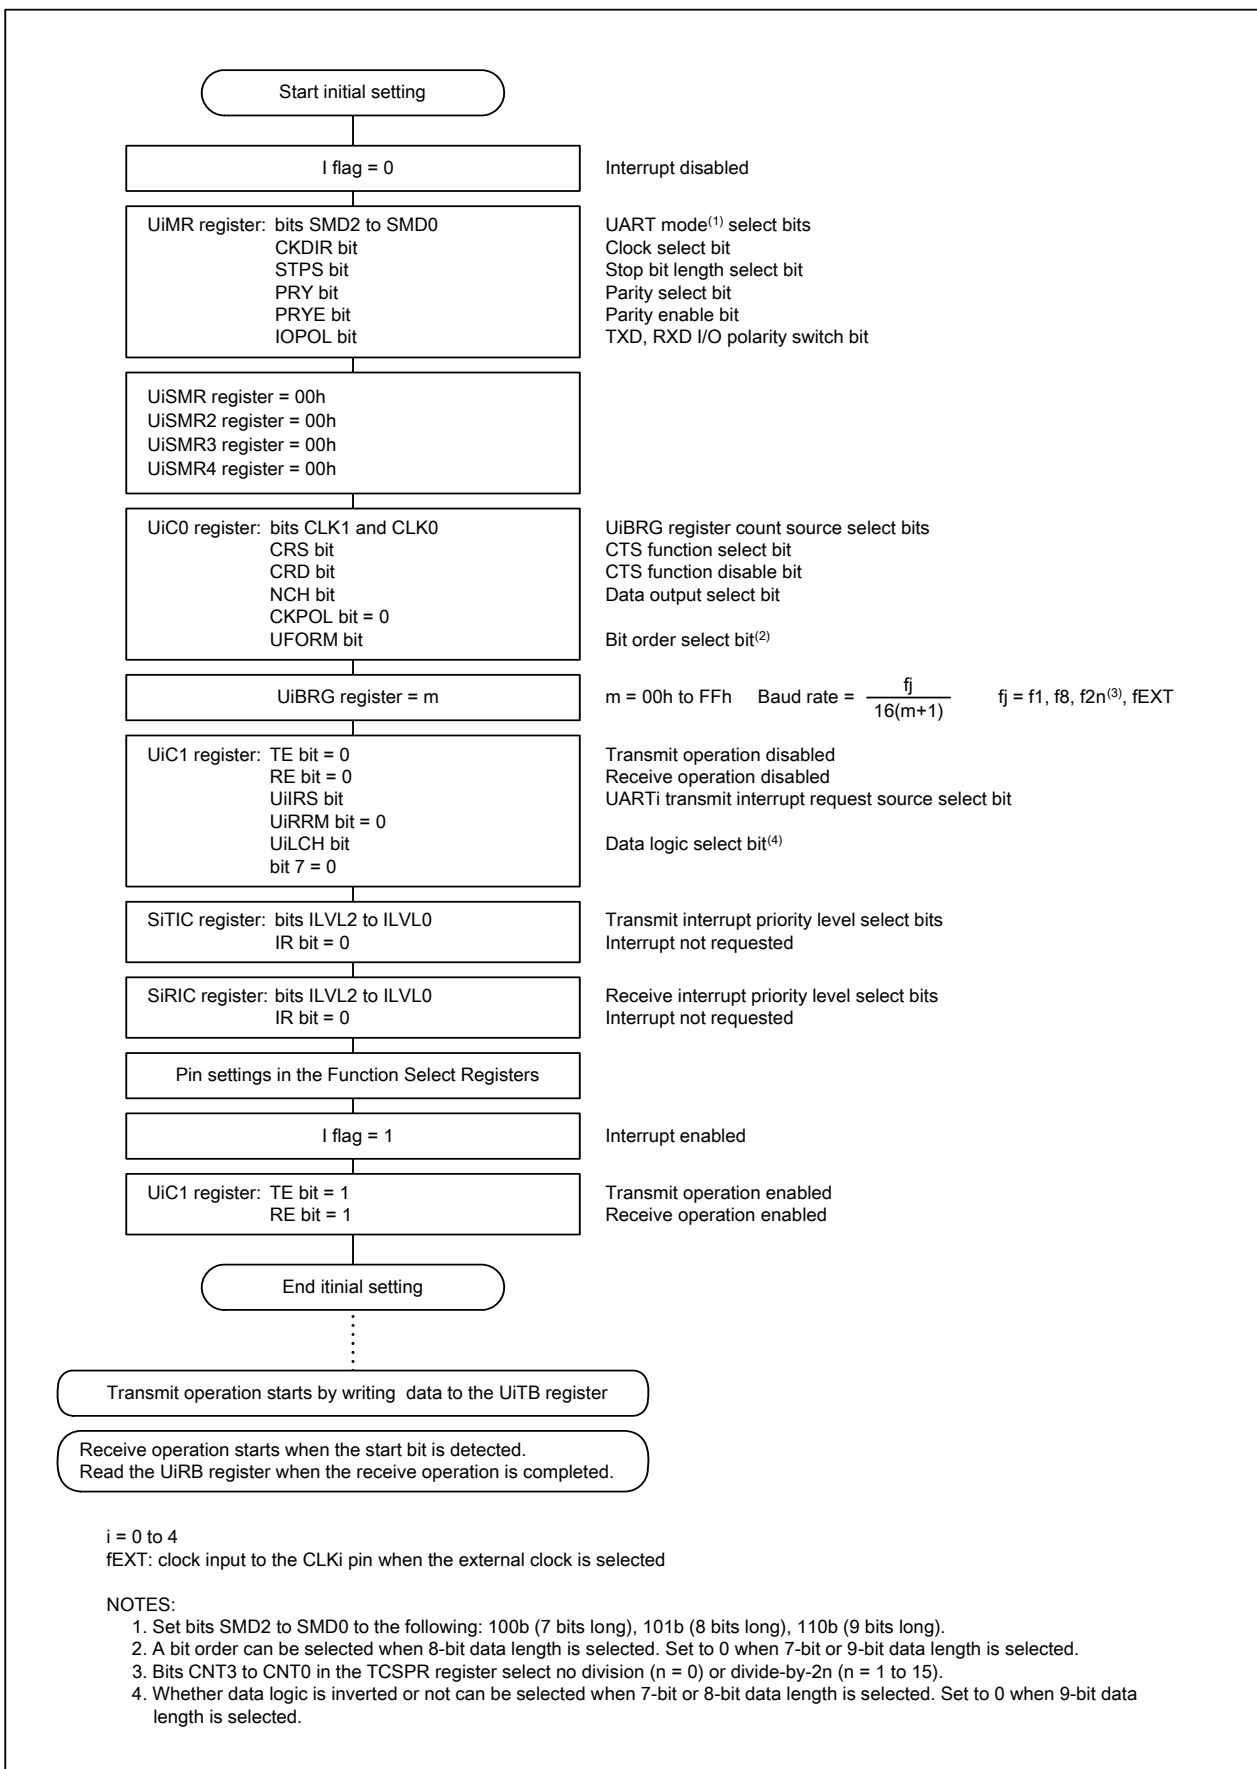 Start initial setting
I flag = 0 Interrupt disabled
UiMR register: bits SMD2 to SMD0 UART mode(1) select bits
CKDIR bit Clock select bit
STPS bit Stop bit length select bit
PRY bit Parity select bit
PRYE bit Parity enable bit
IOPOL bit TXD, RXD I/O polarity switch bit
UiSMR register = 00h
UiSMR2 register = 00h
UiSMR3 register = 00h
UiSMR4 register = 00h
UiC0 register: bits CLK1 and CLK0 UiBRG register count source select bits
CRS bit CTS function select bit
CRD bit CTS function disable bit
NCH bit Data output select bit
CKPOL bit = 0
UFORM bit Bit order select bit(2)
UiBRG register = m m = 00h to FFh Baud rate = fj / 16(m+1) fj = f1, f8, f2n(3), fEXT
UiC1 register: TE bit = 0 Transmit operation disabled
RE bit = 0 Receive operation disabled
UiIRS bit UARTi transmit interrupt request source select bit
UiRRM bit = 0
UiLCH bit Data logic select bit(4)
bit 7 = 0
SiTIC register: bits ILVL2 to ILVL0 Transmit interrupt priority level select bits
IR bit = 0 Interrupt not requested
SiRIC register: bits ILVL2 to ILVL0 Receive interrupt priority level select bits
IR bit = 0 Interrupt not requested
Pin settings in the Function Select Registers
I flag = 1 Interrupt enabled
UiC1 register: TE bit = 1 Transmit operation enabled
RE bit = 1 Receive operation enabled
End itinial setting
Transmit operation starts by writing data to the UiTB register
Receive operation starts when the start bit is detected.
Read the UiRB register when the receive operation is completed.
i = 0 to 4
fEXT: clock input to the CLKi pin when the external clock is selected
NOTES:
1. Set bits SMD2 to SMD0 to the following: 100b (7 bits long), 101b (8 bits long), 110b (9 bits long).
2. A bit order can be selected when 8-bit data length is selected. Set to 0 when 7-bit or 9-bit data length is selected.
3. Bits CNT3 to CNT0 in the TCSPR register select no division (n = 0) or divide-by-2n (n = 1 to 15).
4. Whether data logic is inverted or not can be selected when 7-bit or 8-bit data length is selected. Set to 0 when 9-bit data
length is selected.